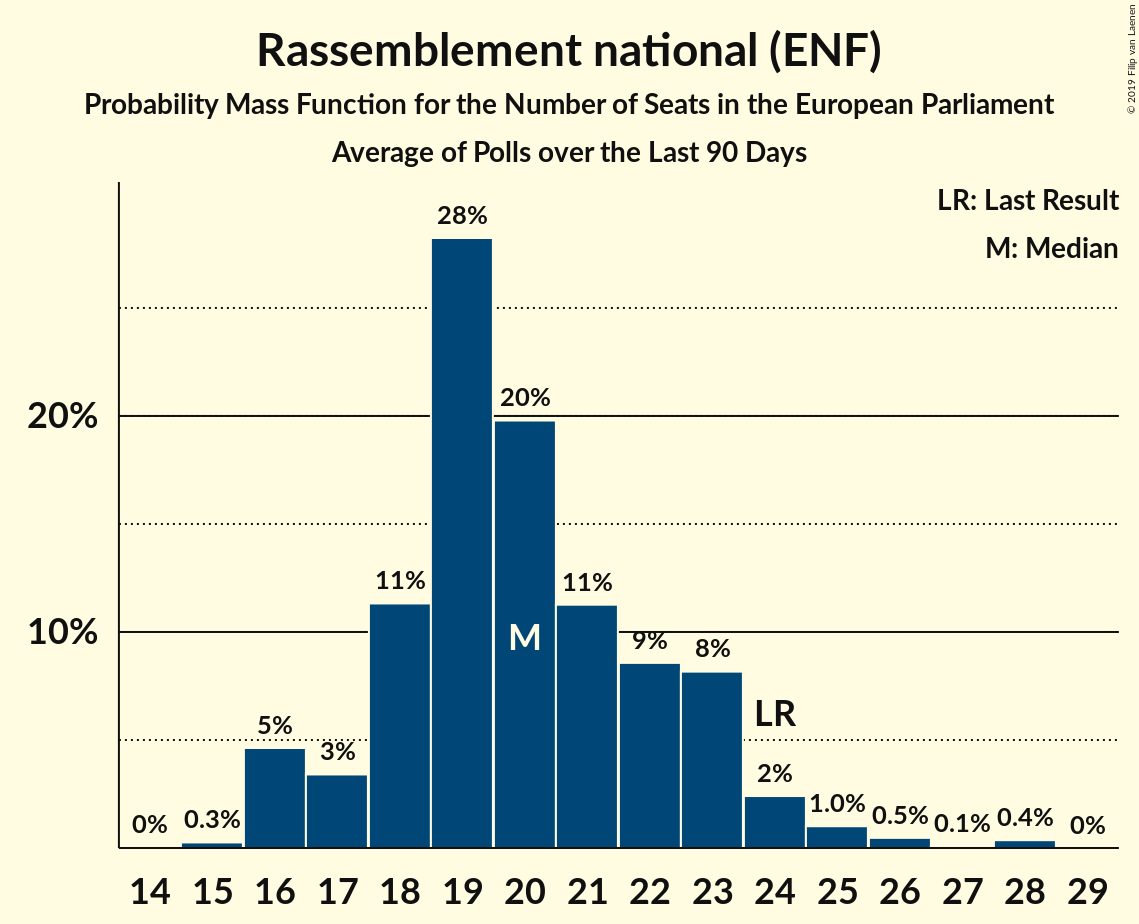 Rassemblement national (ENF)
Probability Mass Function for the Number of Seats in the European Parliament
Average of Polls over the Last 90 Days
© 2019 Filip van Laenen
LR: Last Result
M: Median
28%
20%
20%
11%
11%
10%
M
9%
8%
LR
5%
3%
2%
0%
0.3%
1.0%
0.5%
0.1%
0.4%
0%
14 15 16 17 18 19 20 21 22 23 24 25 26 27 28 29